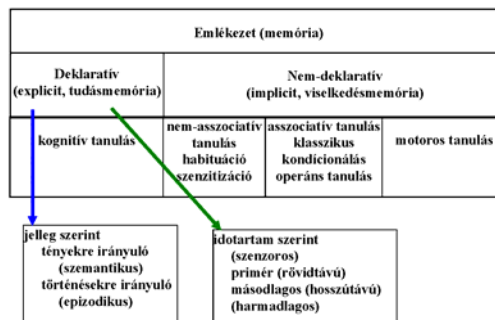 Emlékezet (memória)
Deklaratív
(explicit, tudásmemória)
Nem-deklaratív
(implicit, viselkedésmemória)
kognitív tanulás
nem-asszociatív
tanulás
habituáció
szenzitizáció
asszociatív tanulás
klasszikus
kondícionálás
operáns tanulás
motoros tanulás
jelleg szerint
tényekre irányuló
(szemantikus)
történésekre irányuló
(epizodikus)
idotartam szerint
(szenzoros)
primér (rövidtávú)
másodlagos (hosszútávú)
(harmadlagos)